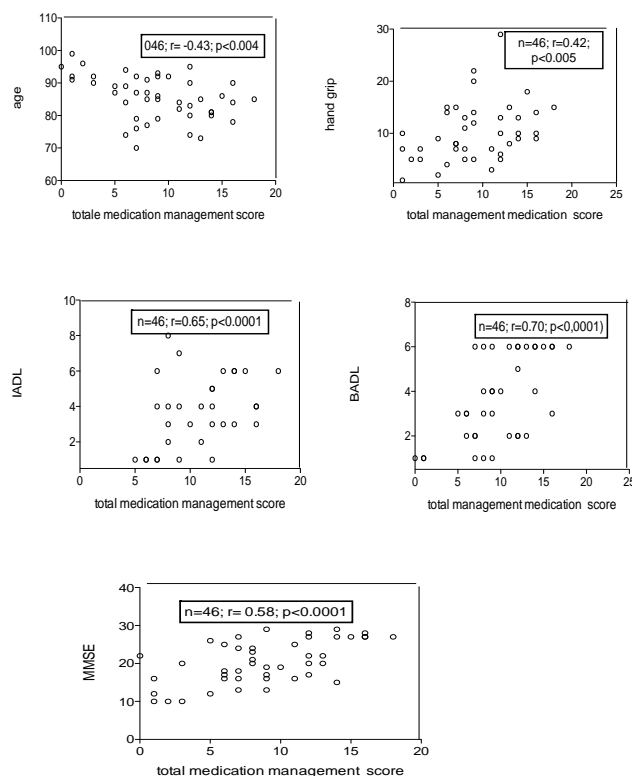 110
100
90
80
70
60
age
046; r= -0.43; p<0.004
0 5 10 15 20
totale medication management score
30
20
10
0
hand grip
n=46; r=0.42;
p<0.005
0 5 10 15 20 25
total management medication score
10
8
6
4
2
IADL
n=46; r=0.65; p<0.0001
0 5 10 15 20
total medication management score
8
6
4
2
BADL
n=46; r=0.70; p<0,0001)
0 5 10 15 20 25
total management medication score
40
30
20
10
0
MMSE
n=46; r= 0.58; p<0.0001
0 5 10 15 20
total medication management score